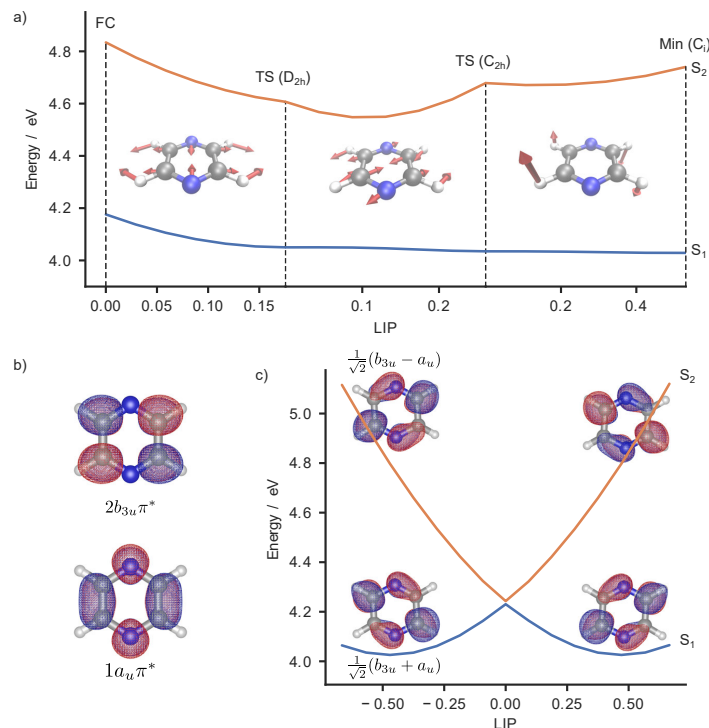 a)
FC
TS (D2h)
TS (C2h)
Min (Ci)
S2
S1
Energy / eV
4.8
4.6
4.4
4.2
4.0
0.00 0.05 0.10 0.15 0.1 0.2 0.2 0.4
LIP
b)
2b3uπ*
1auπ*
c)
1/√2(b3u − au)
S2
Energy / eV
5.0
4.8
4.6
4.4
4.2
4.0
S1
1/√2(b3u + au)
−0.50 −0.25 0.00 0.25 0.50
LIP